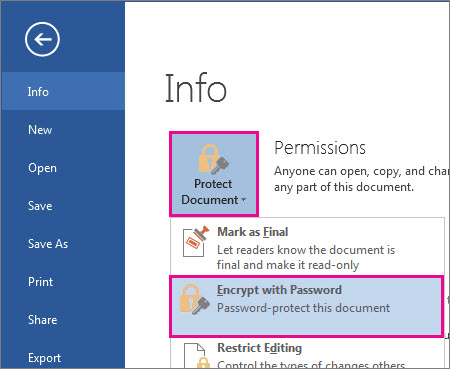 Info
New
Open
Save
Save As
Print
Share
Export
Info
Protect
Document
Permissions
Anyone can open, copy, and
any part of this document.
Mark as Final
Let readers know the document is
final and make it read-only
Encrypt with Password
Password-protect this document
Restrict Editing
Control the types of changes others